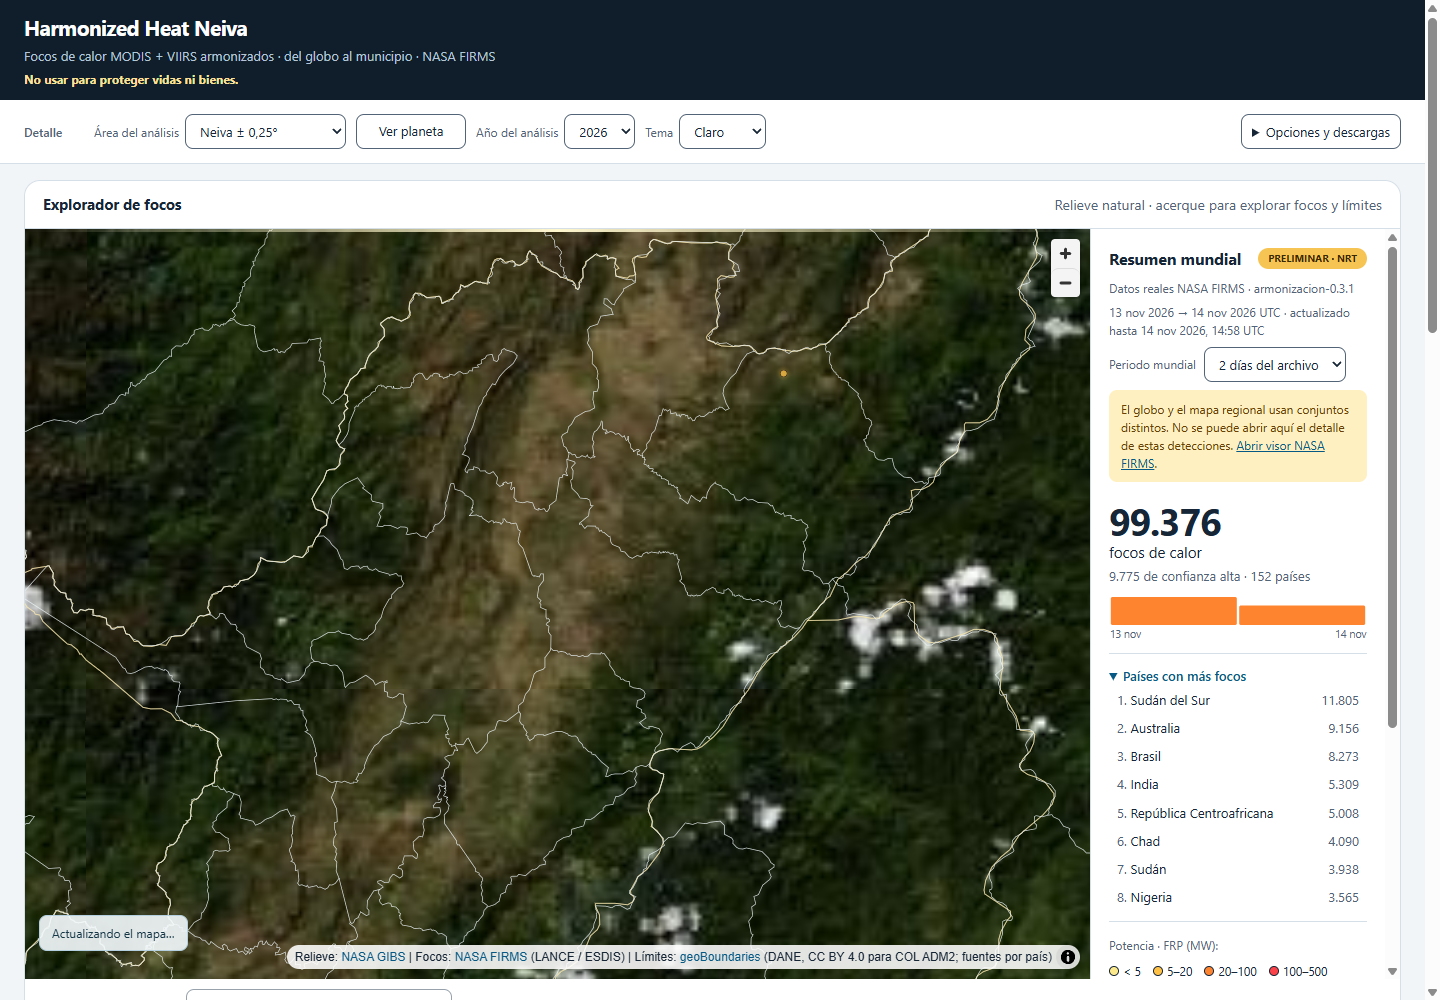 Harmonized Heat Neiva
Focos de calor MODIS + VIIRS armonizados · del globo al municipio · NASA FIRMS
No usar para proteger vidas ni bienes.
Detalle
Área del análisis
Neiva ± 0,25°
Ver planeta
Año del análisis
2026
Tema
Claro
▶ Opciones y descargas
Explorador de focos
Relieve natural · acerque para explorar focos y límites
+
−
Actualizando el mapa...
Relieve: NASA GIBS | Focos: NASA FIRMS (LANCE / ESDIS) | Límites: geoBoundaries (DANE, CC BY 4.0 para COL ADM2; fuentes por país)
Resumen mundial
PRELIMINAR · NRT
Datos reales NASA FIRMS · armonizacion-0.3.1
13 nov 2026 → 14 nov 2026 UTC · actualizado
hasta 14 nov 2026, 14:58 UTC
Periodo mundial
2 días del archivo
El globo y el mapa regional usan conjuntos
distintos. No se puede abrir aquí el detalle
de estas detecciones. Abrir visor NASA
FIRMS.
99.376
focos de calor
9.775 de confianza alta · 152 países
13 nov
14 nov
▼ Países con más focos
1. Sudán del Sur 11.805
2. Australia 9.156
3. Brasil 8.273
4. India 5.309
5. República Centroafricana 5.008
6. Chad 4.090
7. Sudán 3.938
8. Nigeria 3.565
Potencia · FRP (MW):
< 5
5–20
20–100
100–500